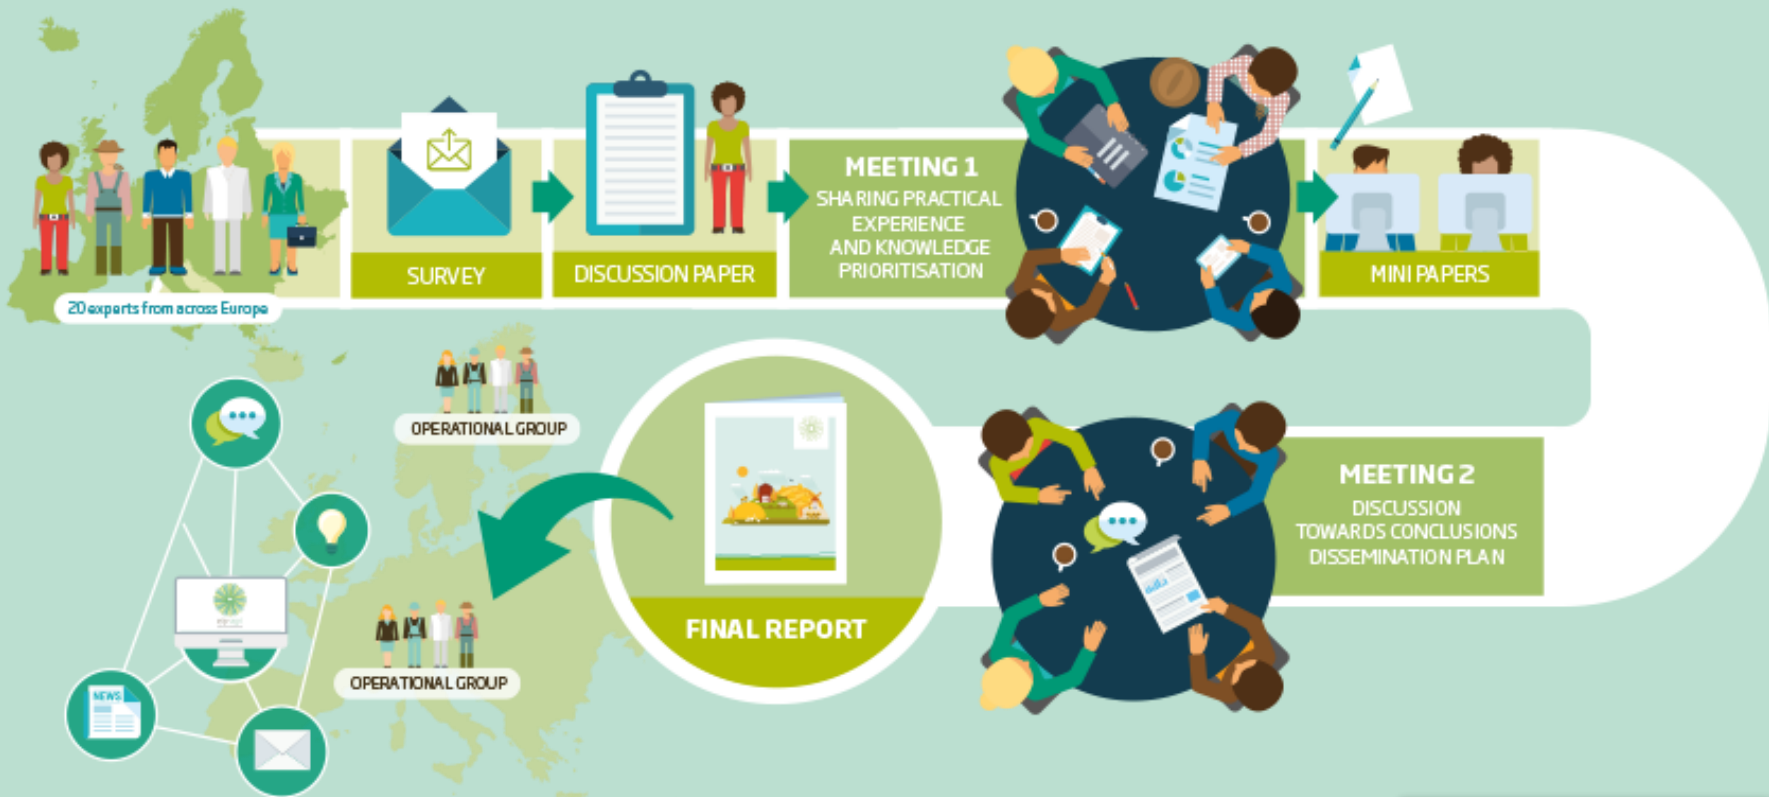 20 experts from across Europe
SURVEY
DISCUSSION PAPER
MEETING 1
SHARING PRACTICAL
EXPERIENCE
AND KNOWLEDGE
PRIORITISATION
MINI PAPERS
MEETING 2
DISCUSSION
TOWARDS CONCLUSIONS
DISSEMINATION PLAN
FINAL REPORT
OPERATIONAL GROUP
OPERATIONAL GROUP
NEWS